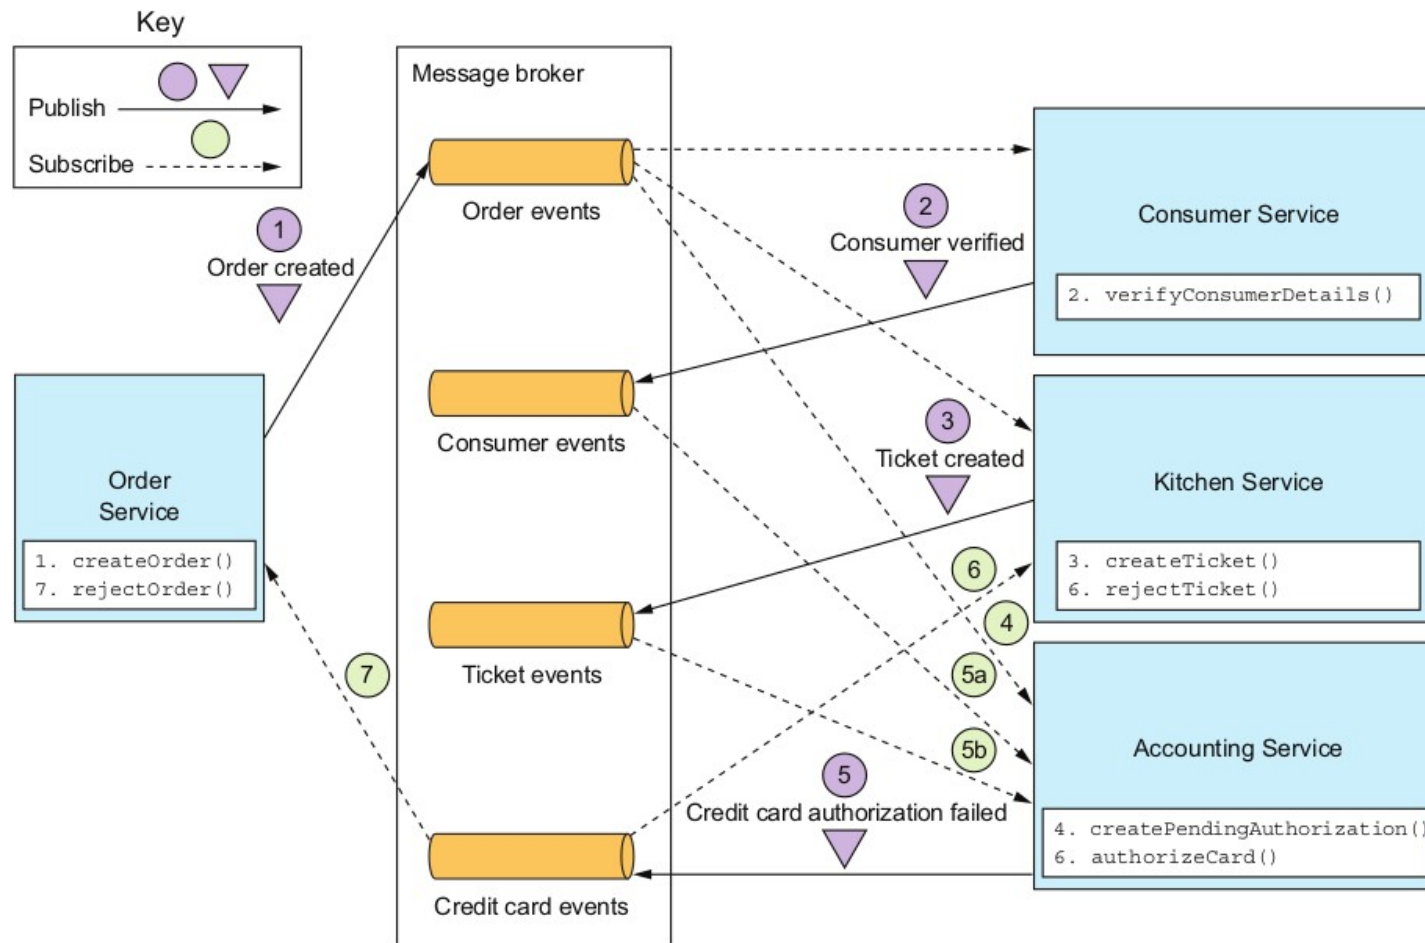 Key
Publish
Subscribe
Message broker
Order events
Consumer events
Ticket events
Credit card events
1
Order created
Order
Service
1. createOrder()
7. rejectOrder()
7
2
Consumer verified
Consumer Service
2. verifyConsumerDetails()
3
Ticket created
Kitchen Service
3. createTicket()
6. rejectTicket()
6
4
5a
5b
5
Credit card authorization failed
Accounting Service
4. createPendingAuthorization()
6. authorizeCard()